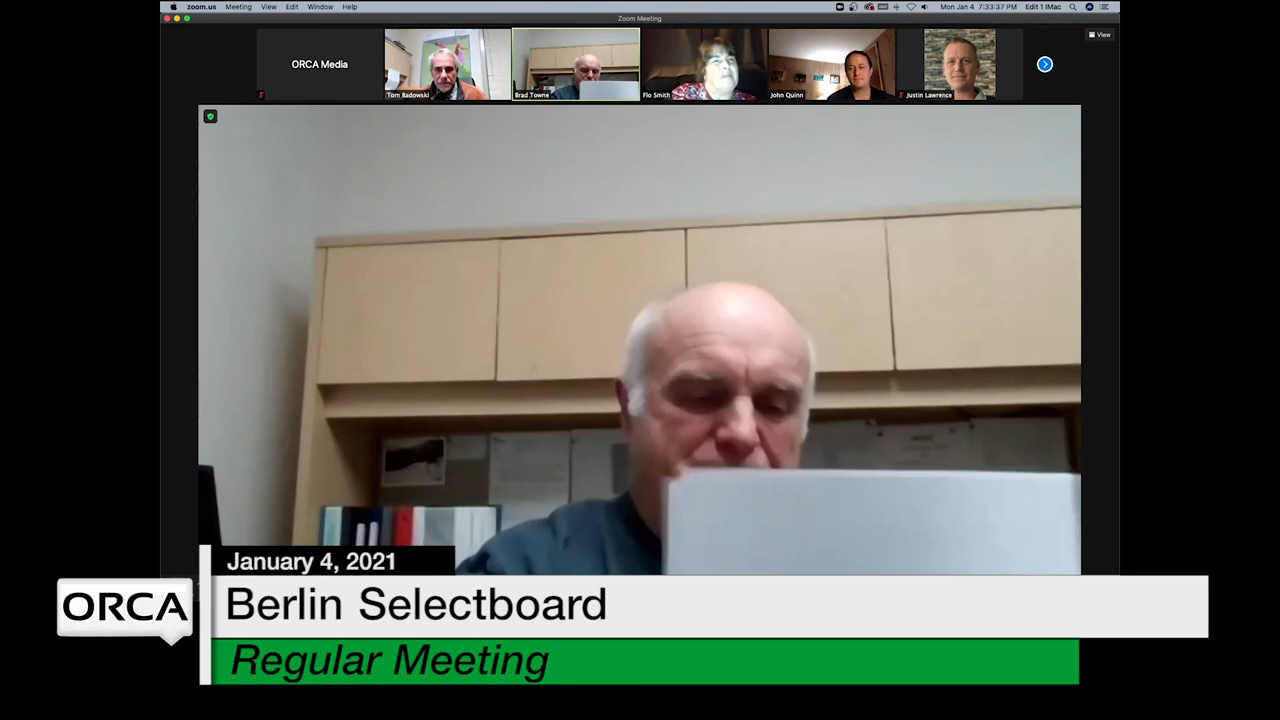 zoom.us Meeting View Edit Window Help
Mon Jan 4 7:33:37 PM Edit 1 iMac
Zoom Meeting
View
ORCA Media
Tom Badowski
Brad Towne
Flo Smith
John Quinn
Justin Lawrence
January 4, 2021
ORCA
Berlin Selectboard
Regular Meeting